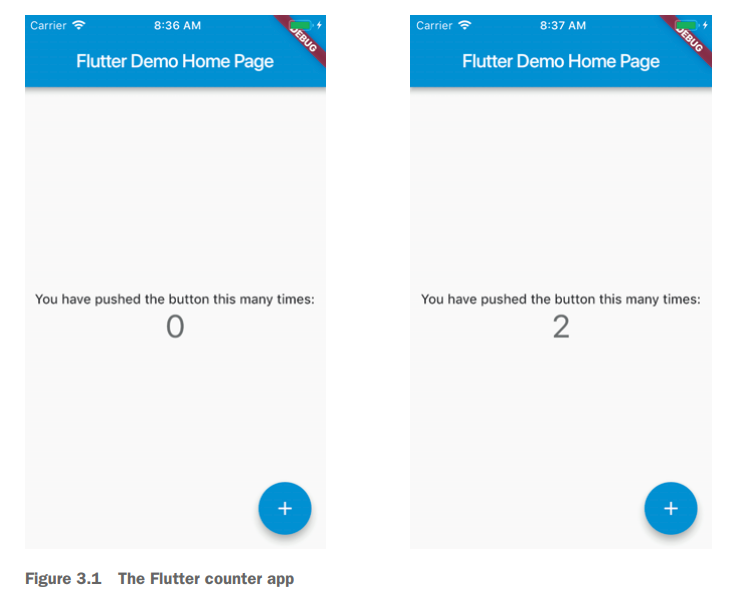 Carrier 8:36 AM
DEBUG
Flutter Demo Home Page
You have pushed the button this many times:
0
+
Carrier 8:37 AM
DEBUG
Flutter Demo Home Page
You have pushed the button this many times:
2
+
Figure 3.1 The Flutter counter app